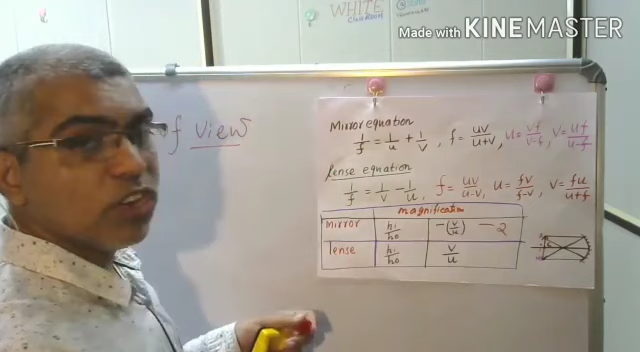 WHITE
CLASSROOM
Made with KINEMASTER
f view
Mirror equation
1/f = 1/u + 1/v , f = uv/u+v , u = vf/v-f , v = uf/u-f
lense equation
1/f = 1/v - 1/u , f = uv/u-v , u = fv/f-v , v = fu/u+f
magnification
Mirror hi/ho -(v/u) -2
lense hi/ho v/u